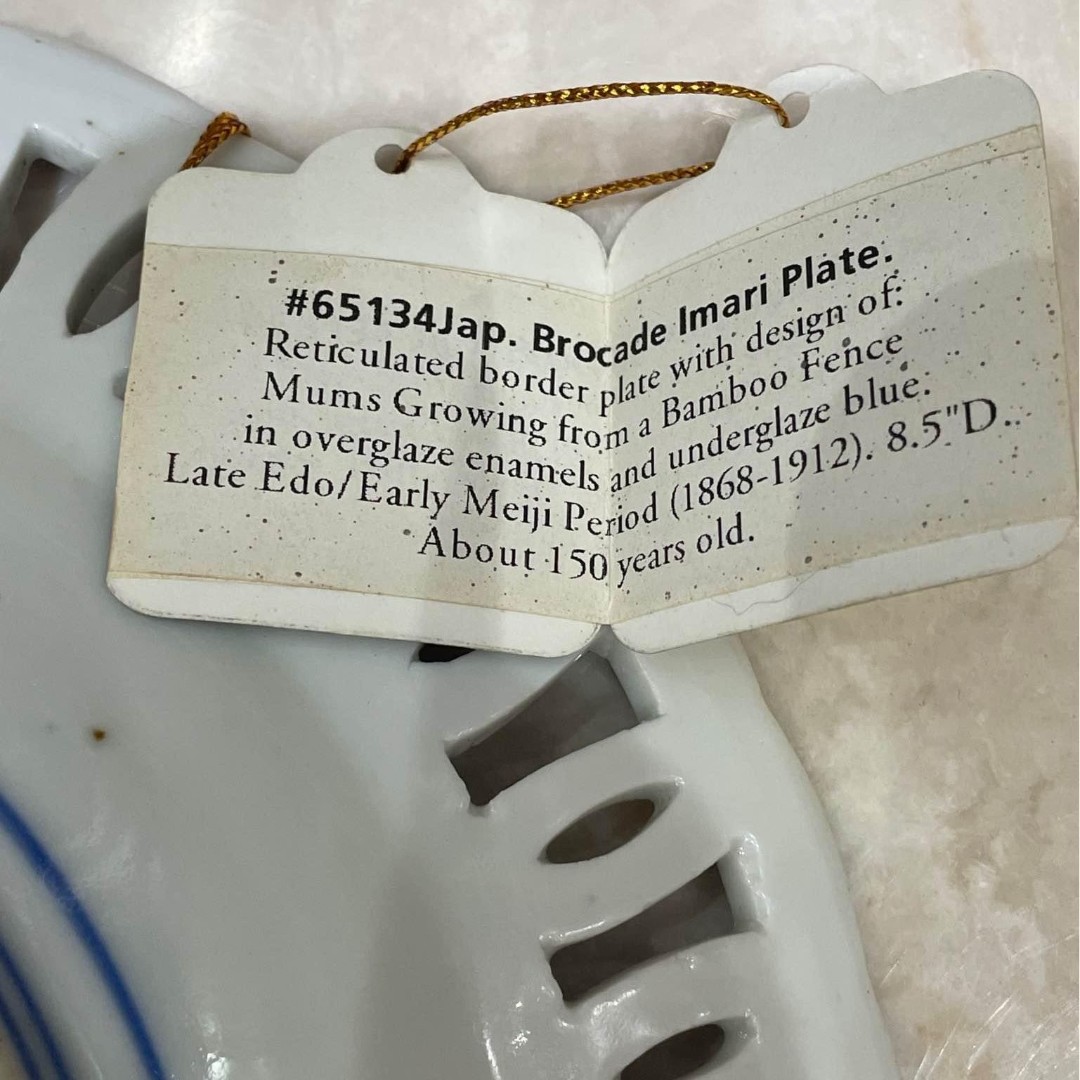 #65134Jap. Brocade Imari Plate.
Reticulated border plate with design of:
Mums Growing from a Bamboo Fence
in overglaze enamels and underglaze blue.
Late Edo/Early Meiji Period (1868-1912). 8.5"D.
About 150 years old.